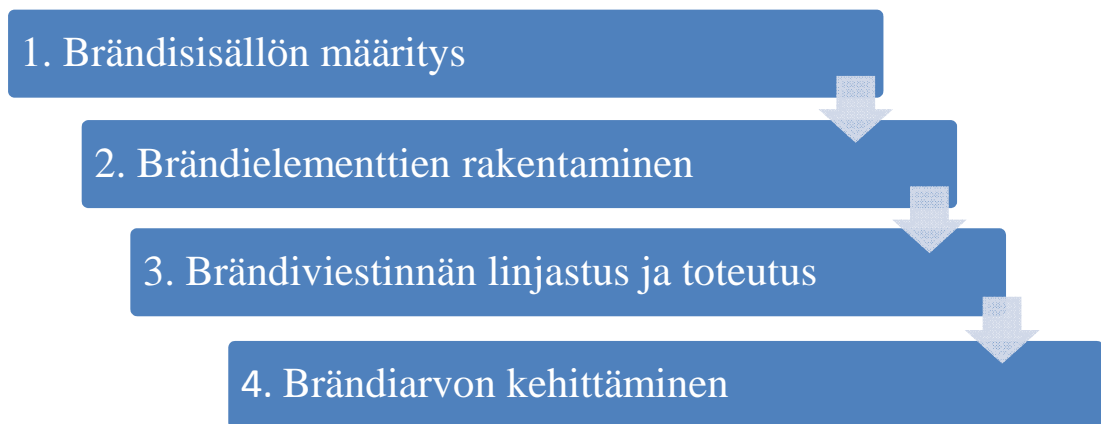 1. Brändisisällön määritys
2. Brändielementtien rakentaminen
3. Brändiviestinnän linjastus ja toteutus
4. Brändiarvon kehittäminen